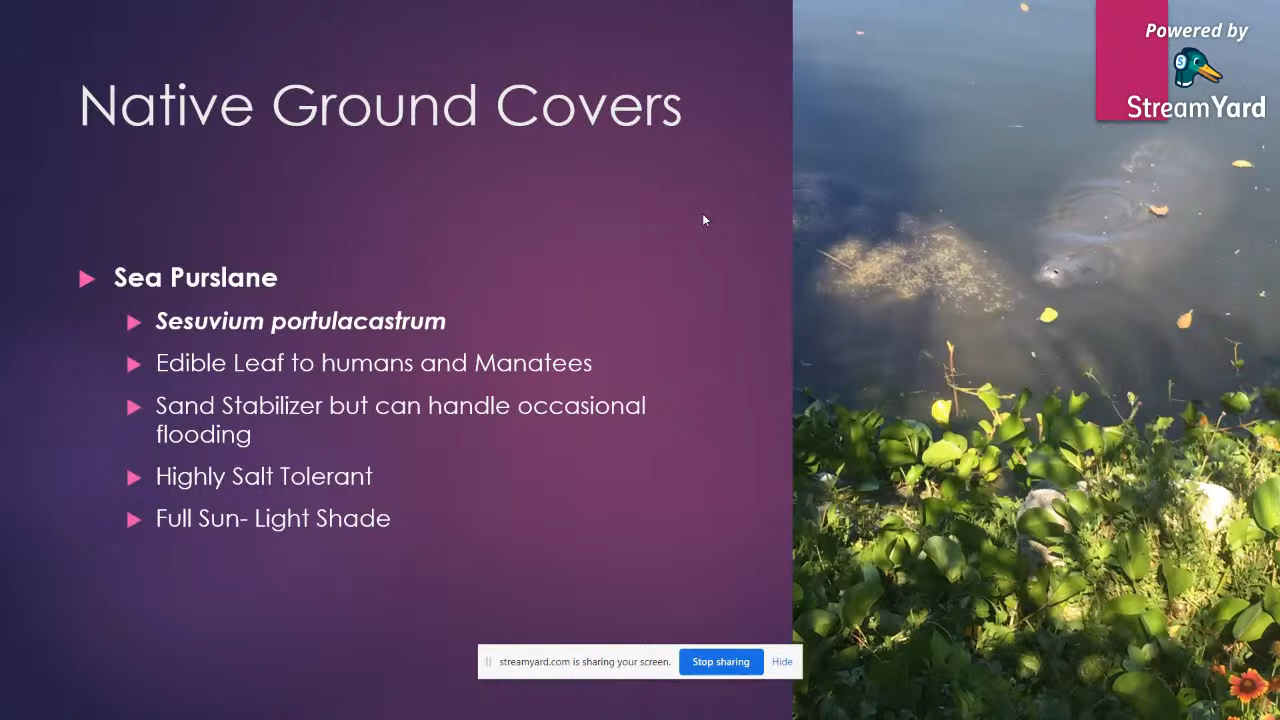 Powered by
StreamYard
Native Ground Covers
Sea Purslane
Sesuvium portulacastrum
Edible Leaf to humans and Manatees
Sand Stabilizer but can handle occasional
flooding
Highly Salt Tolerant
Full Sun- Light Shade
streamyard.com is sharing your screen.
Stop sharing
Hide